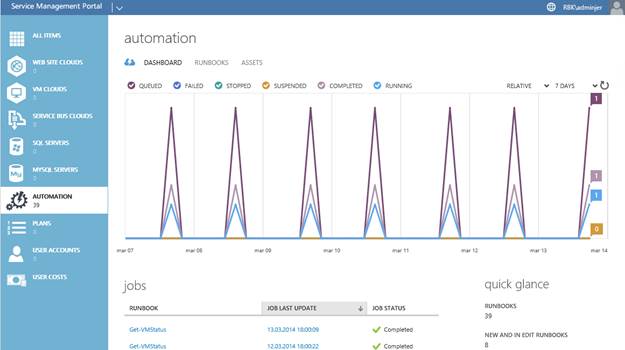 Service Management Portal
RBK\adminjer
ALL ITEMS
WEB SITE CLOUDS
0
VM CLOUDS
0
SERVICE BUS CLOUDS
0
SQL SERVERS
0
MYSQL SERVERS
0
AUTOMATION
39
PLANS
0
USER ACCOUNTS
0
USER COSTS
automation
DASHBOARD RUNBOOKS ASSETS
QUEUED FAILED STOPPED SUSPENDED COMPLETED RUNNING RELATIVE 7 DAYS
1
1
1
0
mar 07 mar 08 mar 09 mar 10 mar 11 mar 12 mar 13 mar 14
jobs
RUNBOOK JOB LAST UPDATE JOB STATUS
Get-VMStatus 13.03.2014 18:00:09 Completed
Get-VMStatus 12.03.2014 18:00:22 Completed
quick glance
RUNBOOKS
39
NEW AND IN EDIT RUNBOOKS
8